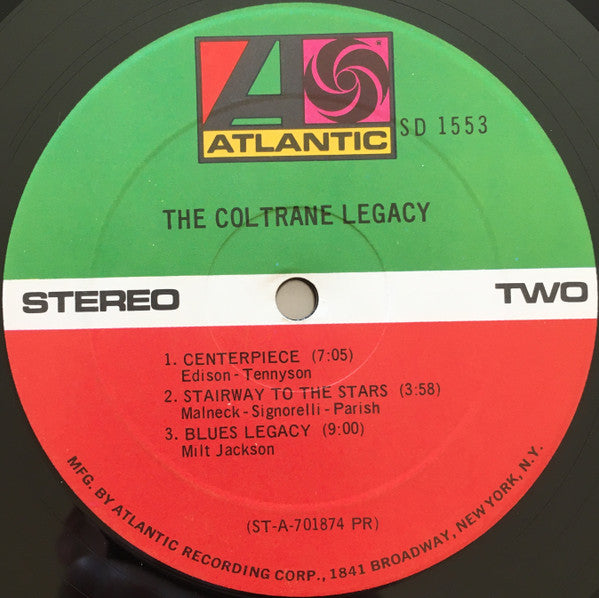 ATLANTIC
SD 1553
THE COLTRANE LEGACY
STEREO
TWO
1. CENTERPIECE (7:05)
Edison - Tennyson
2. STAIRWAY TO THE STARS (3:58)
Malneck - Signorelli - Parish
3. BLUES LEGACY (9:00)
Milt Jackson
(ST-A-701874 PR)
MFG. BY ATLANTIC RECORDING CORP., 1841 BROADWAY, NEW YORK, N.Y.